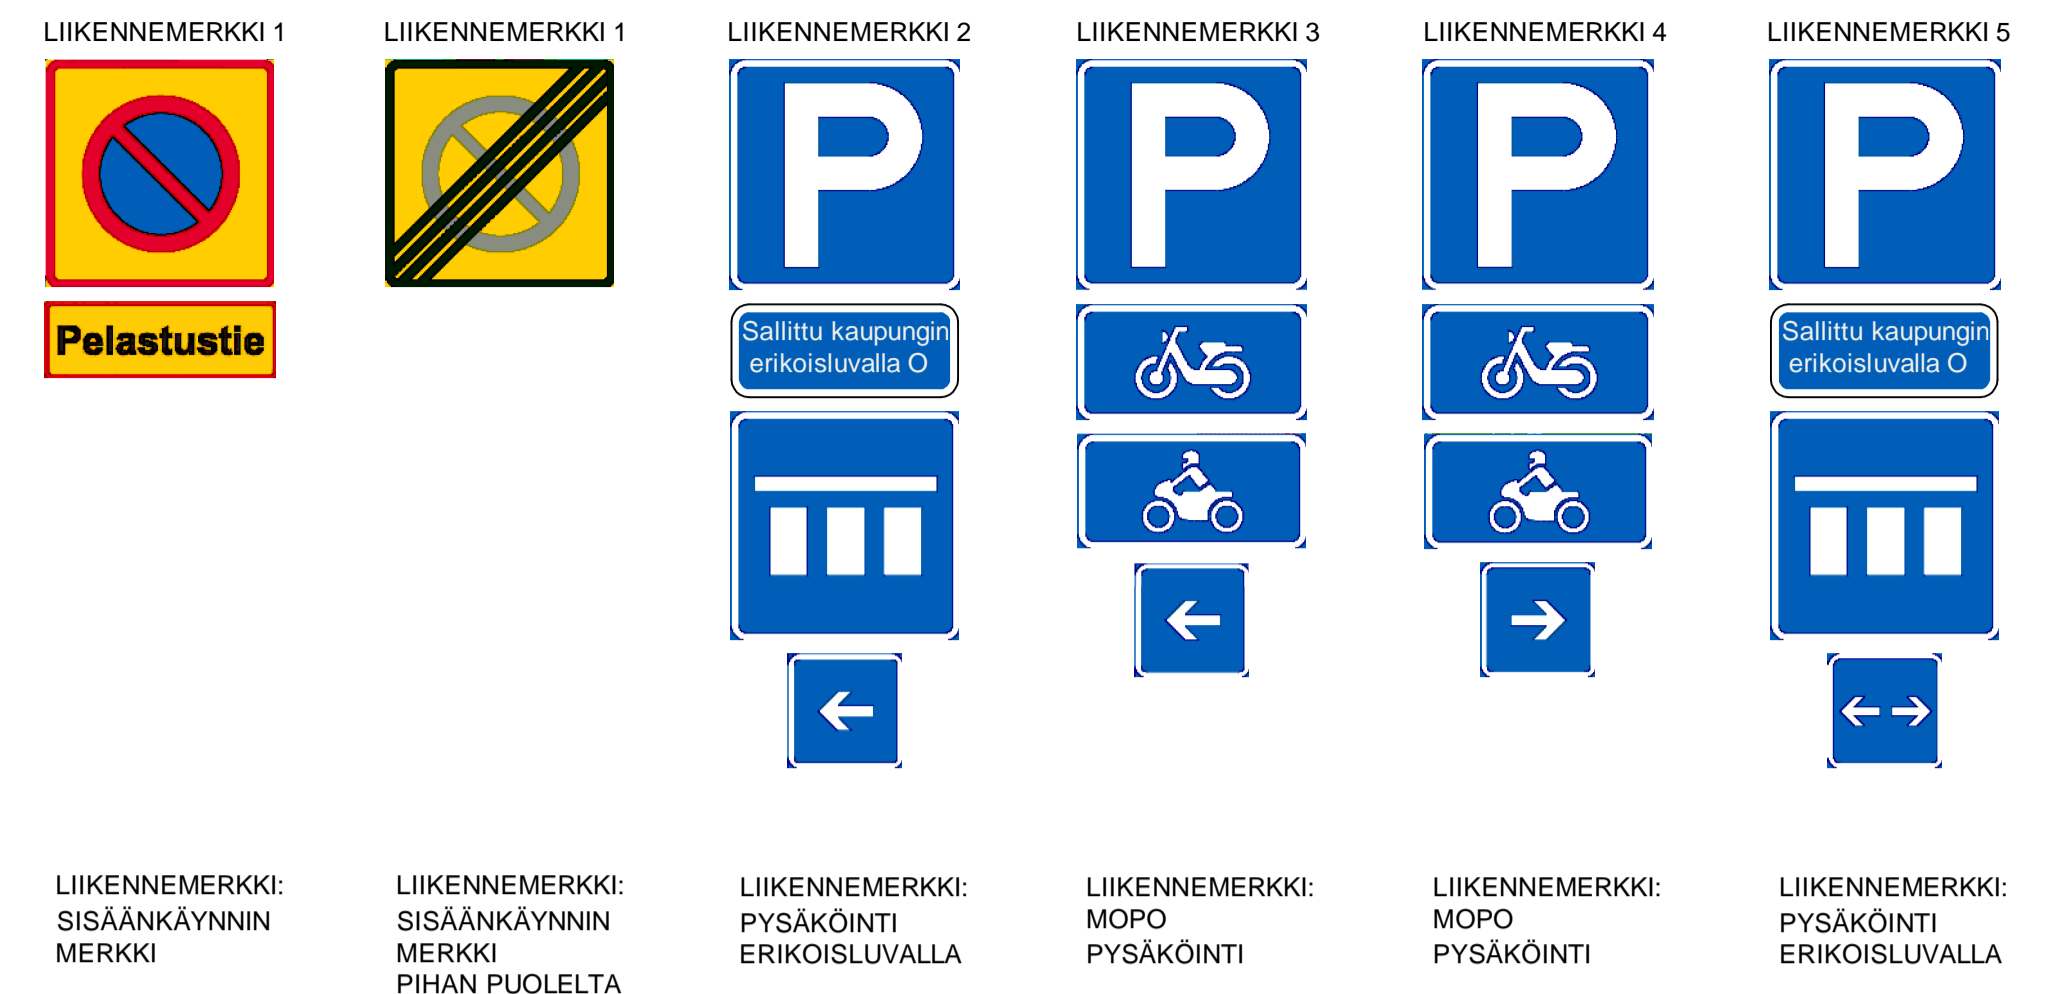 LIIKENNEMERKKI 1
LIIKENNEMERKKI 1
LIIKENNEMERKKI 2
LIIKENNEMERKKI 3
LIIKENNEMERKKI 4
LIIKENNEMERKKI 5
P
P
P
P
Pelastustie
Sallittu kaupungin
erikoisluvalla O
Sallittu kaupungin
erikoisluvalla O
LIIKENNEMERKKI:
SISÄÄNKÄYNNIN
MERKKI
LIIKENNEMERKKI:
SISÄÄNKÄYNNIN
MERKKI
PIHAN PUOLELTA
LIIKENNEMERKKI:
PYSÄKÖINTI
ERIKOISLUVALLA
LIIKENNEMERKKI:
MOPO
PYSÄKÖINTI
LIIKENNEMERKKI:
MOPO
PYSÄKÖINTI
LIIKENNEMERKKI:
PYSÄKÖINTI
ERIKOISLUVALLA